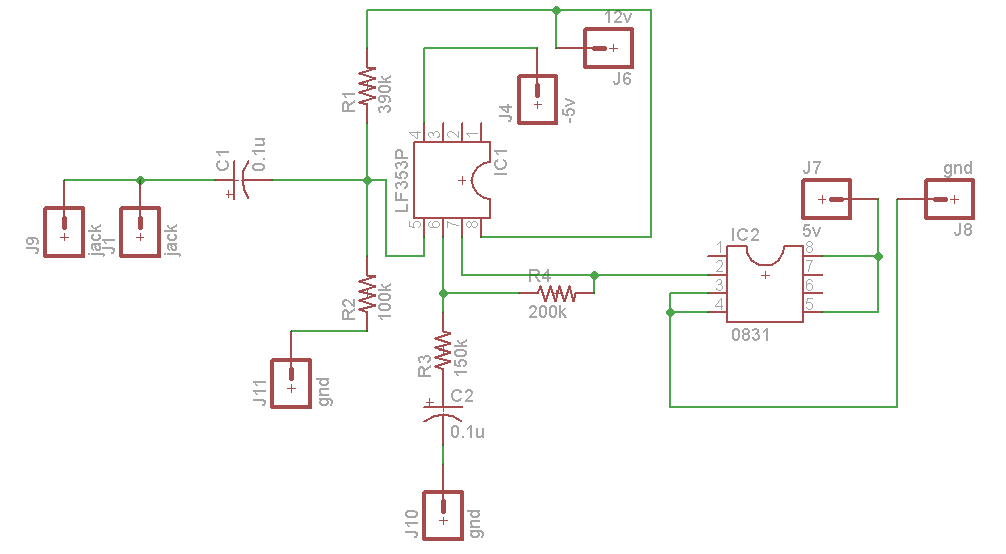 12v
J6
R1
390k
J4
-5v
4
3
2
1
C1
0.1u
LF353P
IC1
J7
gnd
J9
jack
J1
jack
5
6
7
8
5v
J8
IC2
1
8
2
7
3
6
4
5
0831
R2
100k
R4
200k
J11
gnd
R3
150k
C2
0.1u
J10
gnd